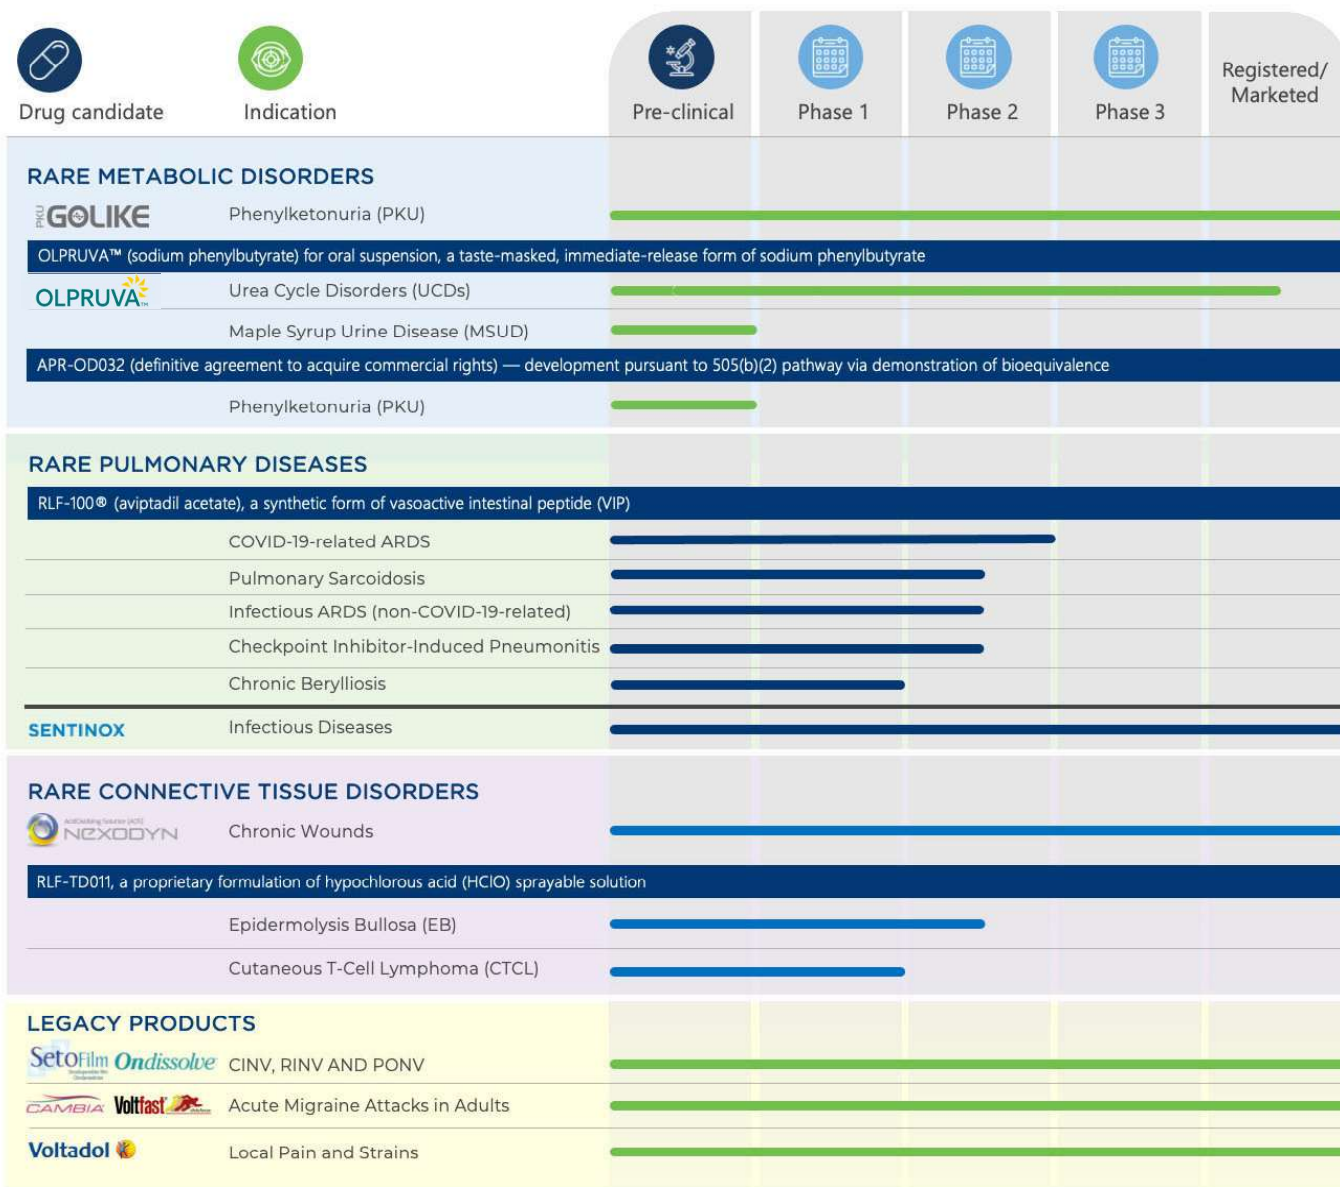 Drug candidate
Indication
Pre-clinical
Phase 1
Phase 2
Phase 3
Registered/
Marketed
RARE METABOLIC DISORDERS
PKU GOLIKE
Phenylketonuria (PKU)
OLPRUVA™ (sodium phenylbutyrate) for oral suspension, a taste-masked, immediate-release form of sodium phenylbutyrate
OLPRUVA™
Urea Cycle Disorders (UCDs)
Maple Syrup Urine Disease (MSUD)
APR-OD032 (definitive agreement to acquire commercial rights) — development pursuant to 505(b)(2) pathway via demonstration of bioequivalence
Phenylketonuria (PKU)
RARE PULMONARY DISEASES
RLF-100® (aviptadil acetate), a synthetic form of vasoactive intestinal peptide (VIP)
COVID-19-related ARDS
Pulmonary Sarcoidosis
Infectious ARDS (non-COVID-19-related)
Checkpoint Inhibitor-Induced Pneumonitis
Chronic Berylliosis
SENTINOX
Infectious Diseases
RARE CONNECTIVE TISSUE DISORDERS
NEXODYN
Chronic Wounds
RLF-TD011, a proprietary formulation of hypochlorous acid (HClO) sprayable solution
Epidermolysis Bullosa (EB)
Cutaneous T-Cell Lymphoma (CTCL)
LEGACY PRODUCTS
SetoFilm Ondissolve
CINV, RINV AND PONV
CAMBIA Voltfast
Acute Migraine Attacks in Adults
Voltadol
Local Pain and Strains